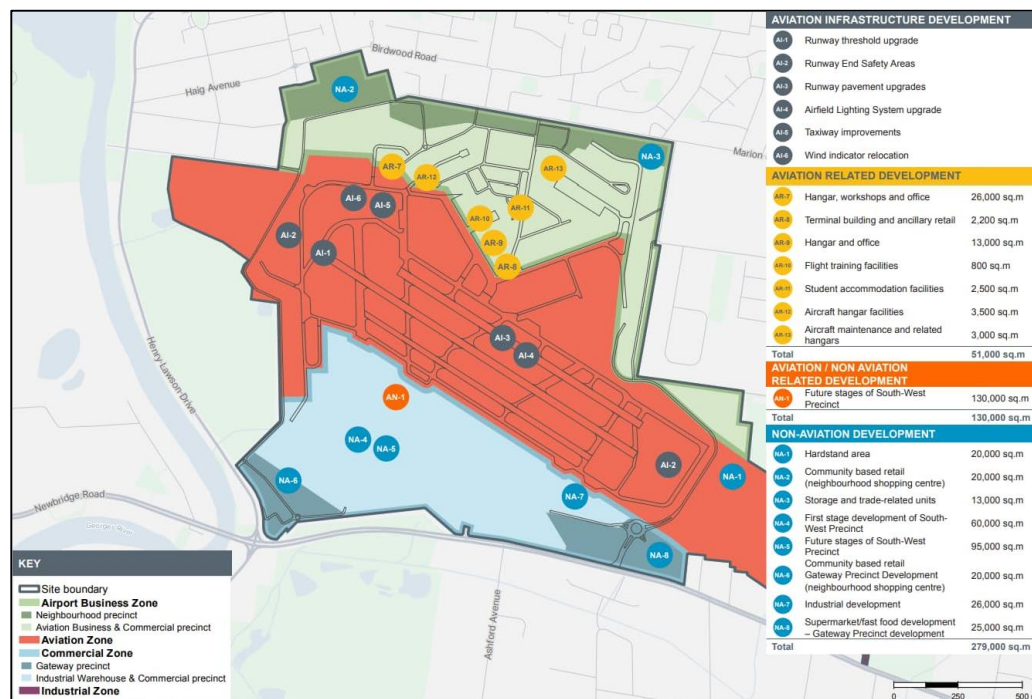 Birdwood Road
Haig Avenue
Marion
Henry Lawson Drive
Newbridge Road
Georges River
Ashford Avenue
NA-2
NA-3
AR-7
AR-12
AR-13
AI-6
AI-5
AR-11
AR-10
AI-2
AI-1
AR-9
AR-8
AI-3
AI-4
AN-1
NA-4
NA-5
AI-2
NA-1
NA-6
NA-7
NA-8
KEY
Site boundary
Airport Business Zone
Neighbourhood precinct
Aviation Business & Commercial precinct
Aviation Zone
Commercial Zone
Gateway precinct
Industrial Warehouse & Commercial precinct
Industrial Zone
AVIATION INFRASTRUCTURE DEVELOPMENT
AI-1 Runway threshold upgrade
AI-2 Runway End Safety Areas
AI-3 Runway pavement upgrades
AI-4 Airfield Lighting System upgrade
AI-5 Taxiway improvements
AI-6 Wind indicator relocation
AVIATION RELATED DEVELOPMENT
AR-7 Hangar, workshops and office 26,000 sq.m
AR-8 Terminal building and ancillary retail 2,200 sq.m
AR-9 Hangar and office 13,000 sq.m
AR-10 Flight training facilities 800 sq.m
AR-11 Student accommodation facilities 2,500 sq.m
AR-12 Aircraft hangar facilities 3,500 sq.m
AR-13 Aircraft maintenance and related
hangars 3,000 sq.m
Total 51,000 sq.m
AVIATION / NON AVIATION
RELATED DEVELOPMENT
AN-1 Future stages of South-West
Precinct 130,000 sq.m
Total 130,000 sq.m
NON-AVIATION DEVELOPMENT
NA-1 Hardstand area 20,000 sq.m
NA-2 Community based retail
(neighbourhood shopping centre) 20,000 sq.m
NA-3 Storage and trade-related units 13,000 sq.m
NA-4 First stage development of South-
West Precinct 60,000 sq.m
NA-5 Future stages of South-West
Precinct 95,000 sq.m
Community based retail
NA-6 Gateway Precinct Development 20,000 sq.m
(neighbourhood shopping centre)
NA-7 Industrial development 26,000 sq.m
NA-8 Supermarket/fast food development
– Gateway Precinct development 25,000 sq.m
Total 279,000 sq.m
0 250 500